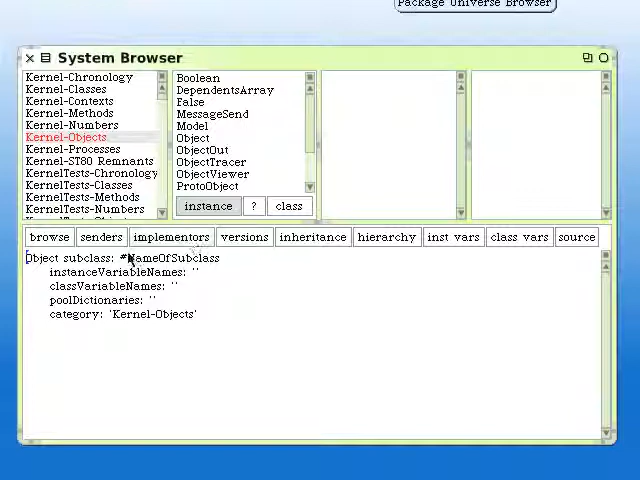 Package Universe Browser
System Browser
Kernel-Chronology
Kernel-Classes
Kernel-Contexts
Kernel-Methods
Kernel-Numbers
Kernel-Objects
Kernel-Processes
Kernel-ST80 Remnants
KernelTests-Chronology
KernelTests-Classes
KernelTests-Methods
KernelTests-Numbers
Boolean
DependentsArray
False
MessageSend
Model
Object
ObjectOut
ObjectTracer
ObjectViewer
ProtoObject
instance ? class
browse senders implementors versions inheritance hierarchy inst vars class vars source
Object subclass: #NameOfSubclass
instanceVariableNames: ''
classVariableNames: ''
poolDictionaries: ''
category: 'Kernel-Objects'